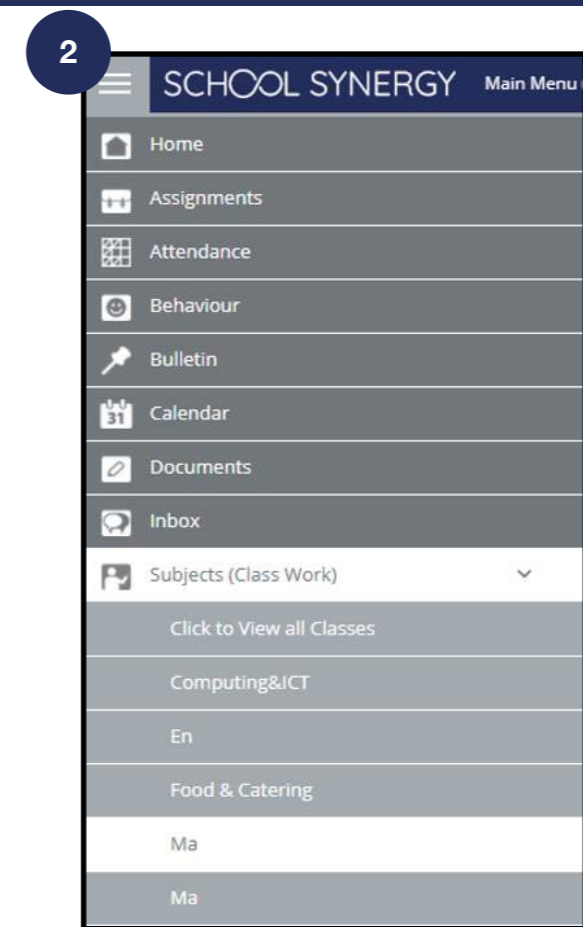 2
SCHOOL SYNERGY Main Menu
Home
Assignments
Attendance
Behaviour
Bulletin
31 Calendar
Documents
Inbox
Subjects (Class Work)
Click to View all Classes
Computing&ICT
En
Food & Catering
Ma
Ma